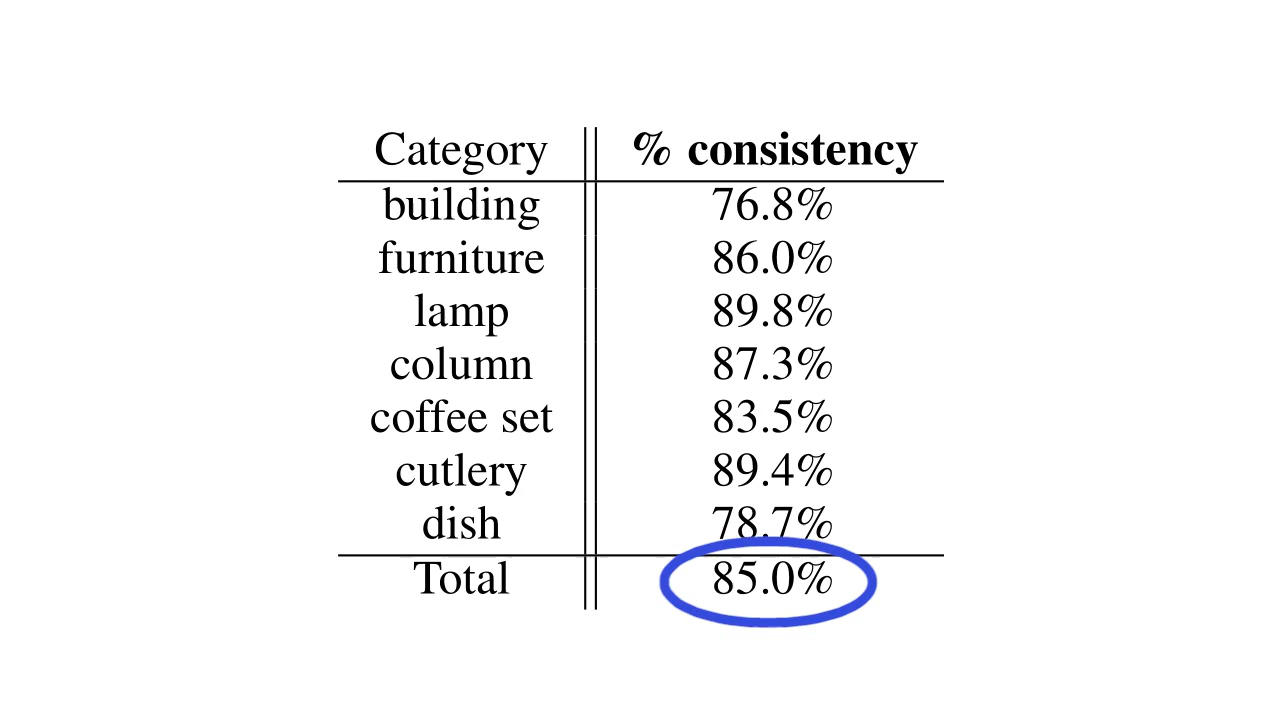 Category % consistency
building 76.8%
furniture 86.0%
lamp 89.8%
column 87.3%
coffee set 83.5%
cutlery 89.4%
dish 78.7%
Total 85.0%